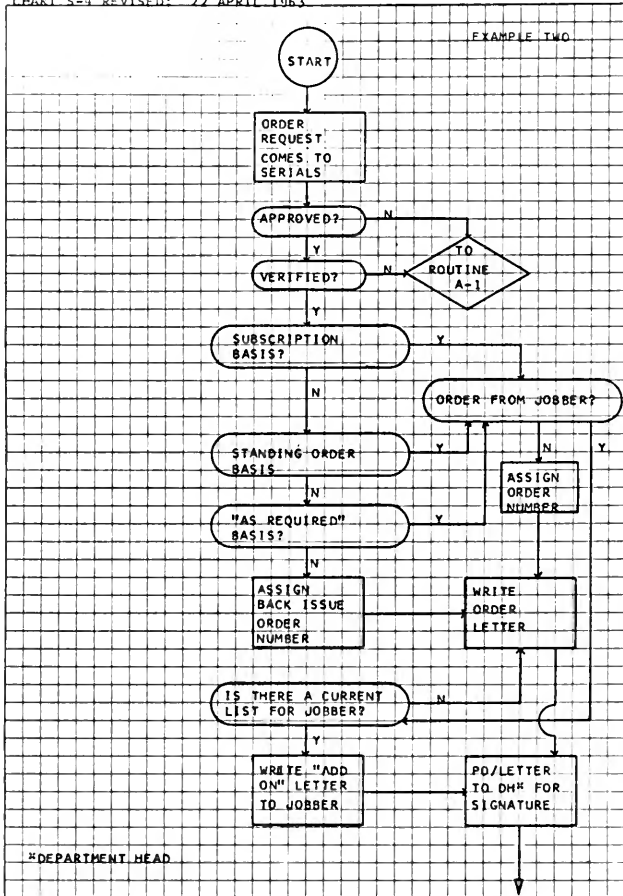 CHART S-4 REVISED: 22 APRIL 1963
EXAMPLE TWO
START
ORDER
REQUEST
COMES TO
SERIALS
APPROVED?
N
Y
TO
ROUTINE
A-1
VERIFIED?
N
Y
SUBSCRIPTION
BASIS?
Y
N
ORDER FROM JOBBER?
N
Y
STANDING ORDER
BASIS
Y
N
ASSIGN
ORDER
NUMBER
"AS REQUIRED"
BASIS?
Y
N
ASSIGN
BACK ISSUE
ORDER
NUMBER
WRITE
ORDER
LETTER
IS THERE A CURRENT
LIST FOR JOBBER?
N
Y
WRITE "ADD
ON" LETTER
TO JOBBER
PO/LETTER
TO DH* FOR
SIGNATURE
*DEPARTMENT HEAD